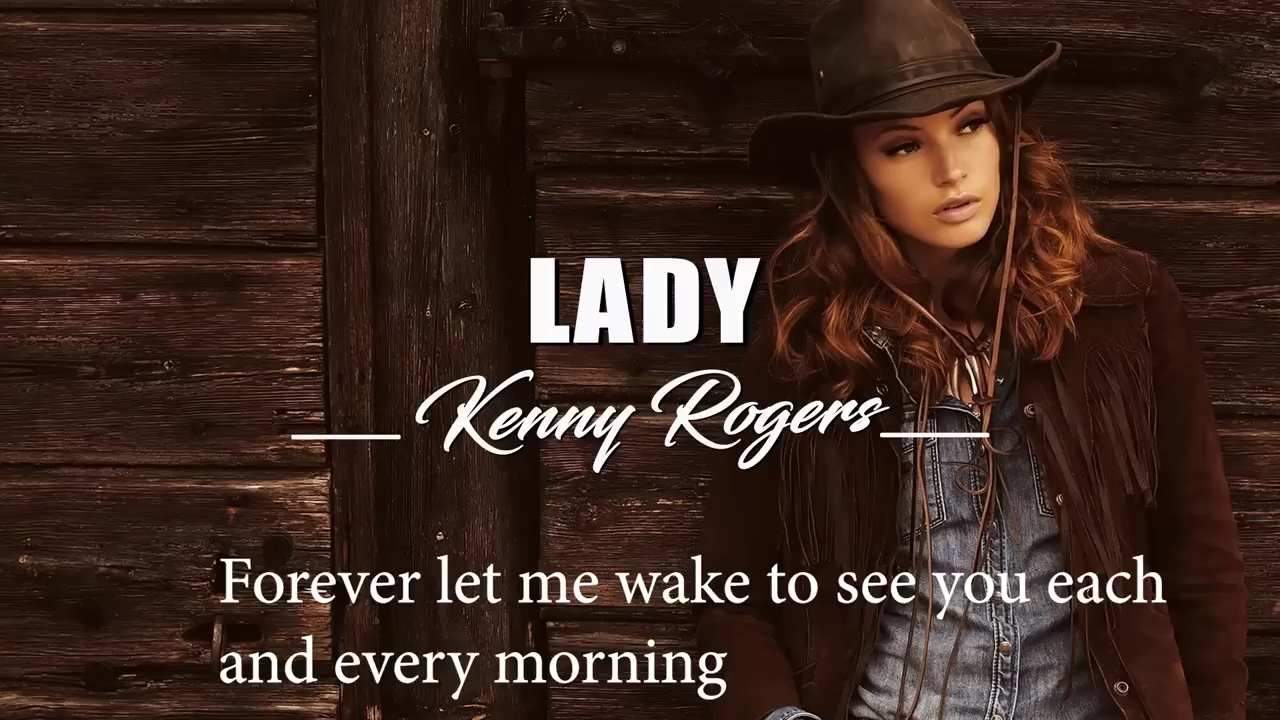 LADY
Kenny Rogers
Forever let me wake to see you each
and every morning